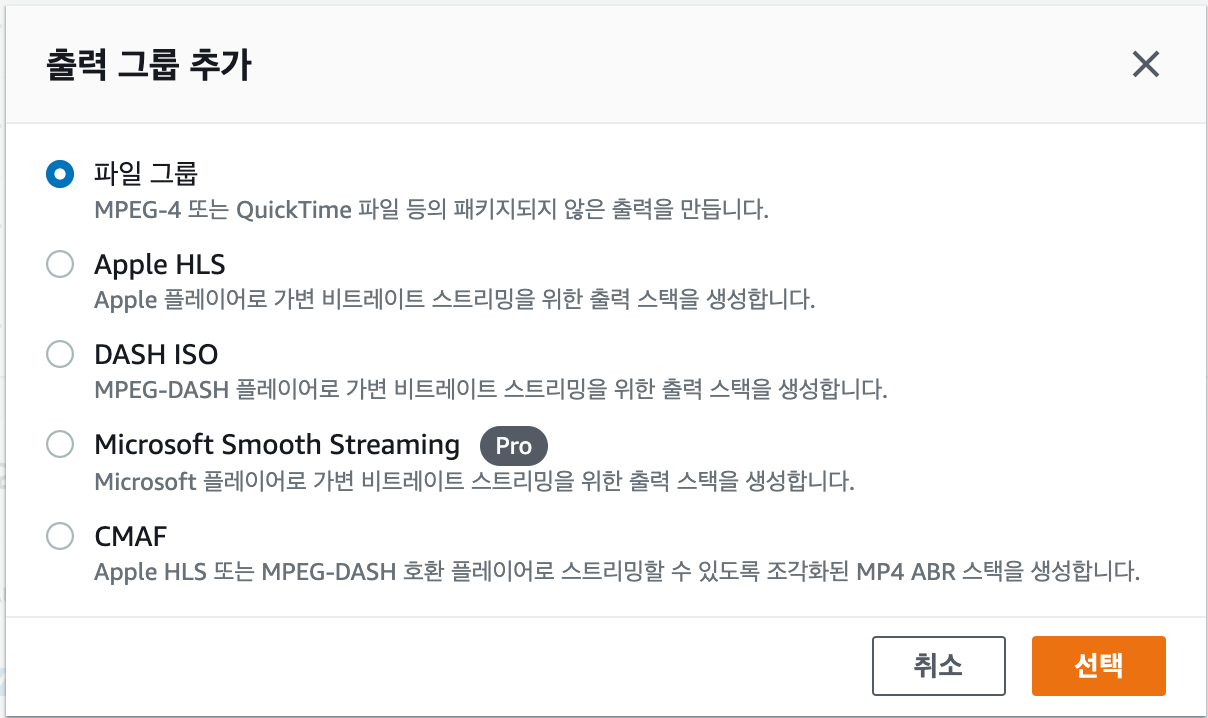 출력 그룹 추가
파일 그룹
MPEG-4 또는 QuickTime 파일 등의 패키지되지 않은 출력을 만듭니다.
Apple HLS
Apple 플레이어로 가변 비트레이트 스트리밍을 위한 출력 스택을 생성합니다.
DASH ISO
MPEG-DASH 플레이어로 가변 비트레이트 스트리밍을 위한 출력 스택을 생성합니다.
Microsoft Smooth Streaming Pro
Microsoft 플레이어로 가변 비트레이트 스트리밍을 위한 출력 스택을 생성합니다.
CMAF
Apple HLS 또는 MPEG-DASH 호환 플레이어로 스트리밍할 수 있도록 조각화된 MP4 ABR 스택을 생성합니다.
취소 선택